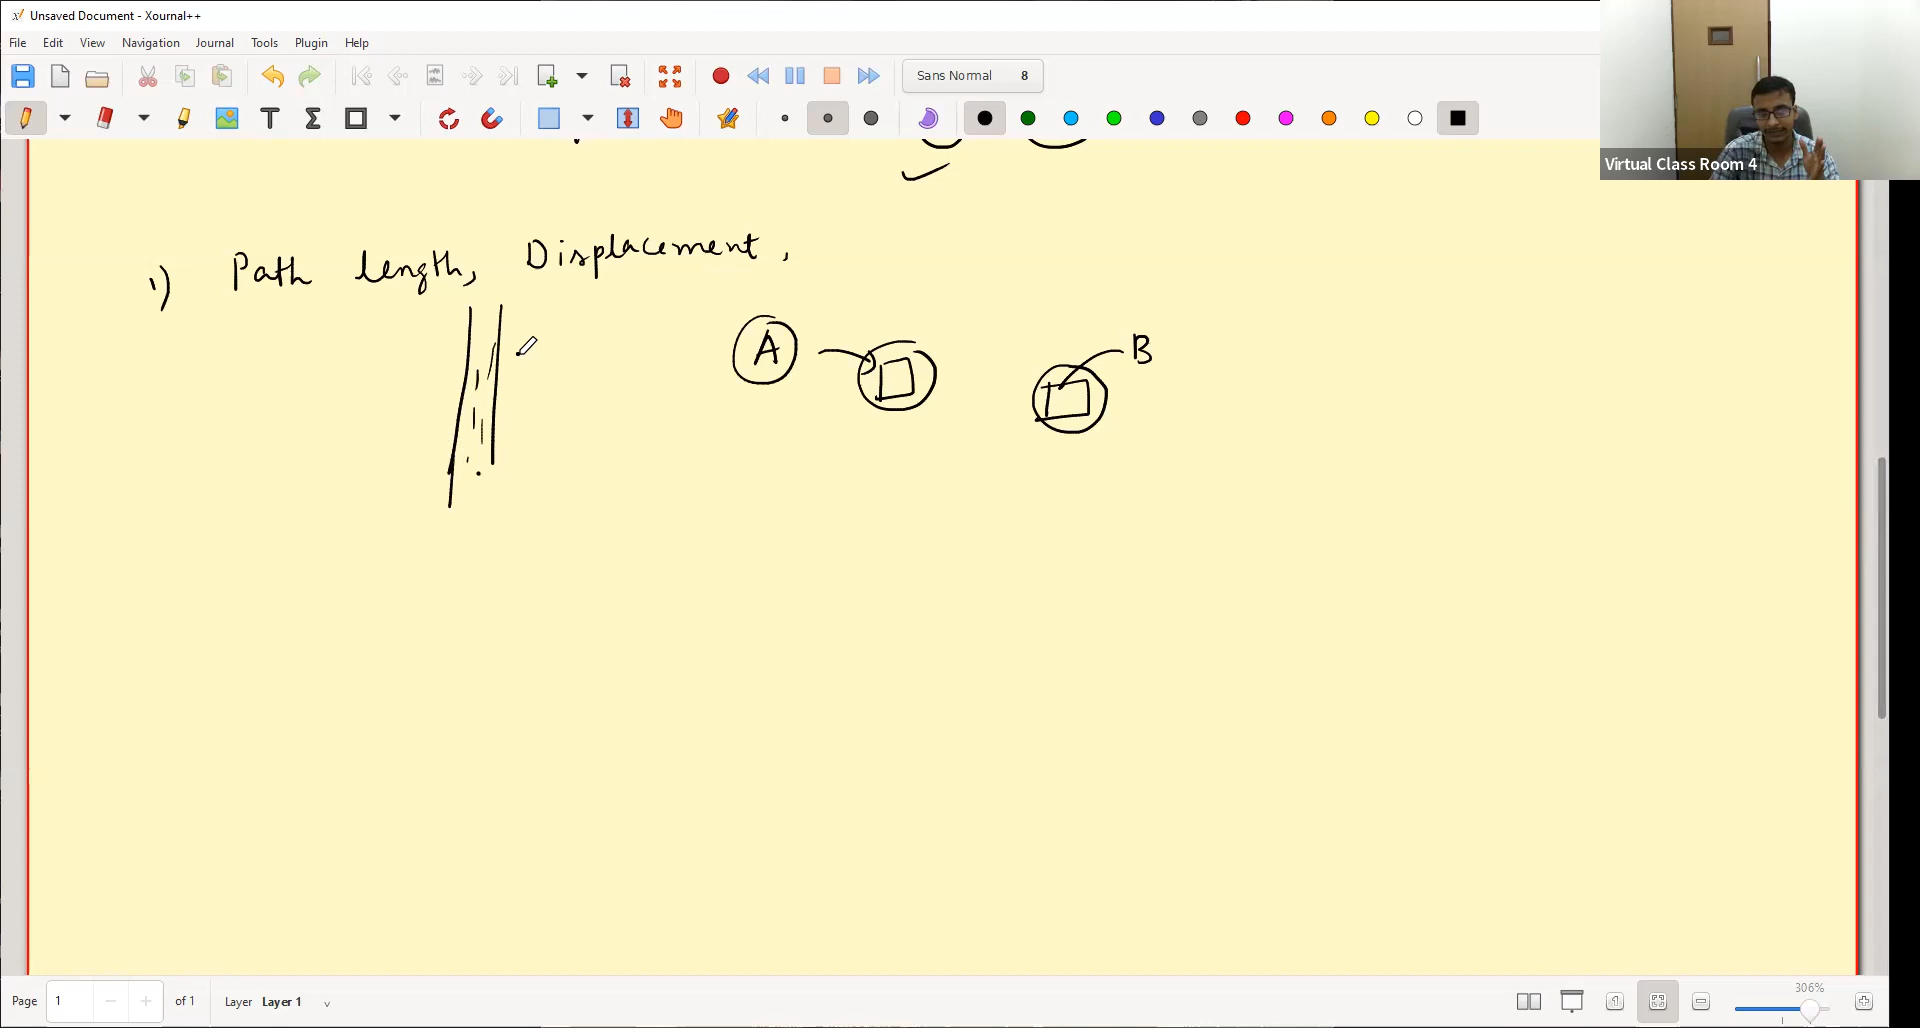 Unsaved Document - Xournal++
File Edit View Navigation Journal Tools Plugin Help
Sans Normal 8
Virtual Class Room 4
1) Path length, Displacement,
A
B
Page 1 of 1 Layer Layer 1
306%